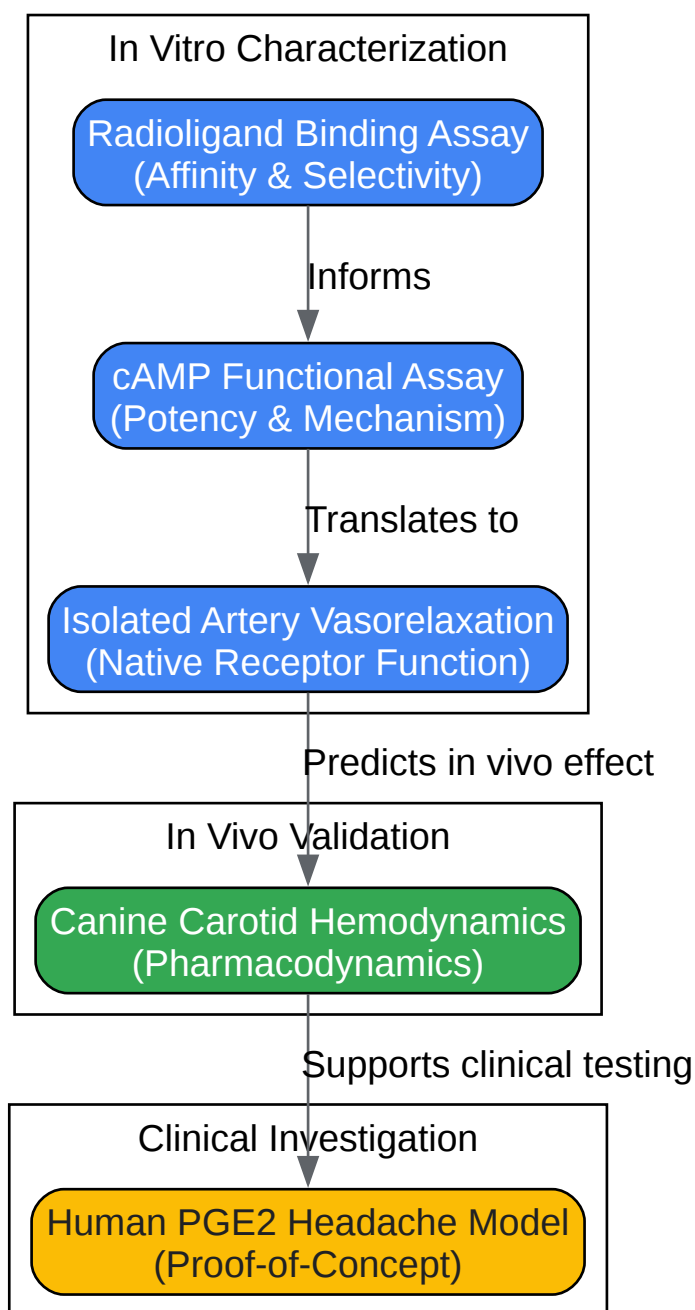 In Vitro Characterization
Radioligand Binding Assay
(Affinity & Selectivity)
Informs
cAMP Functional Assay
(Potency & Mechanism)
Translates to
Isolated Artery Vasorelaxation
(Native Receptor Function)
Predicts in vivo effect
In Vivo Validation
Canine Carotid Hemodynamics
(Pharmacodynamics)
Supports clinical testing
Clinical Investigation
Human PGE2 Headache Model
(Proof-of-Concept)